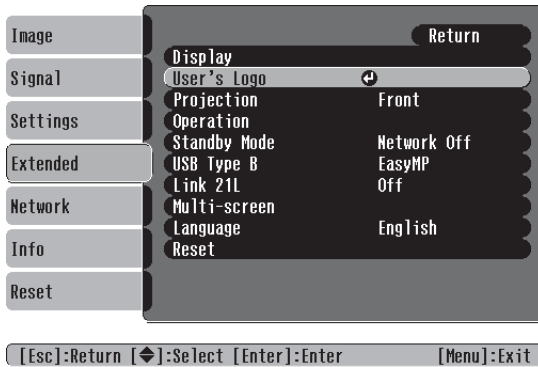 Image
Signal
Settings
Extended
Network
Info
Reset
Return
Display
User's Logo
Projection Front
Operation
Standby Mode Network Off
USB Type B EasyMP
Link 21L Off
Multi-screen
Language English
Reset
[Esc]:Return [◆]:Select [Enter]:Enter [Menu]:Exit